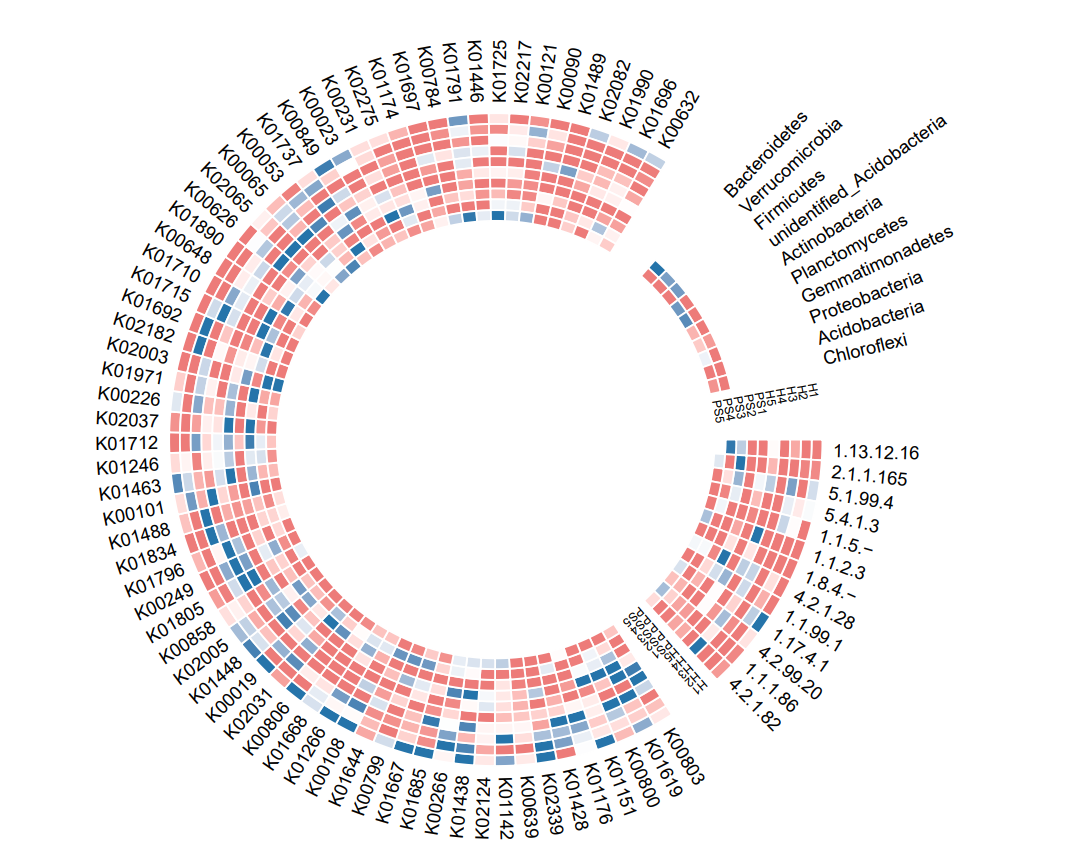 K00632
K01696
K01990
K02082
K01489
K00090
K00121
K02217
K01725
K01446
K01791
K00784
K01697
K01174
K02275
K00231
K00023
K00849
K01737
K00053
K00065
K02065
K00626
K01890
K00648
K01710
K01715
K01692
K02182
K02003
K01971
K00226
K02037
K01712
K01246
K01463
K00101
K01488
K01834
K01796
K00249
K01805
K00858
K02005
K01448
K00019
K02031
K00806
K01668
K01266
K00108
K01644
K00799
K01667
K01685
K00266
K01438
K02124
K01142
K00639
K02339
K01428
K01176
K01151
K00800
K01619
K00803
Bacteroidetes
Verrucomicrobia
Firmicutes
unidentified_Acidobacteria
Actinobacteria
Planctomycetes
Gemmatimonadetes
Proteobacteria
Acidobacteria
Chloroflexi
H1
H2
H3
H4
H5
PS1
PS2
PS3
PS4
PS5
1.13.12.16
2.1.1.165
5.1.99.4
5.4.1.3
1.1.5.–
1.1.2.3
1.8.4.–
4.2.1.28
1.1.99.1
1.17.4.1
4.2.99.20
1.1.1.86
4.2.1.82
H1
H2
H3
H4
H5
PS1
PS2
PS3
PS4
PS5